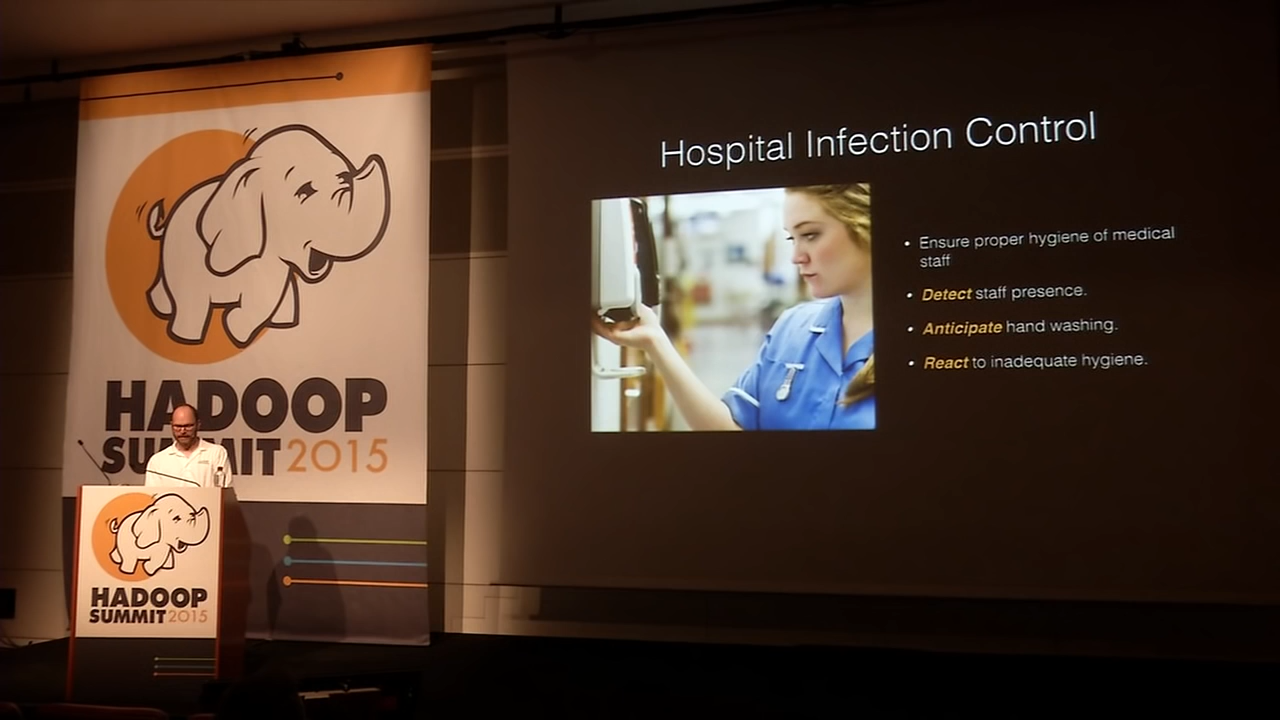 HADOOP
SUMMIT 2015
HADOOP
SUMMIT 2015
Hospital Infection Control
• Ensure proper hygiene of medical
staff
• Detect staff presence.
• Anticipate hand washing.
• React to inadequate hygiene.